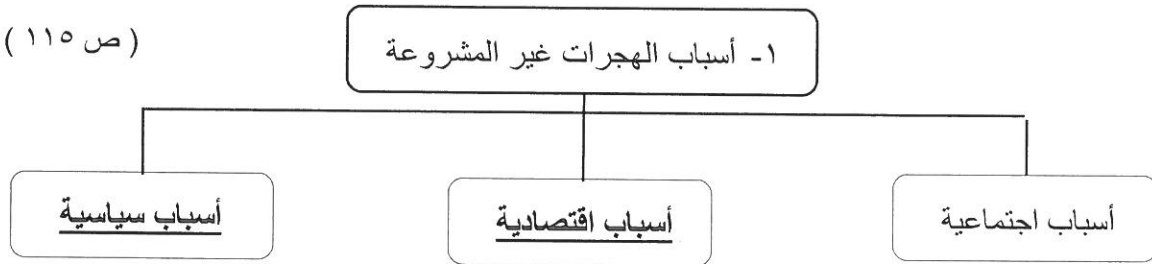 ١- أسباب الهجرات غير المشروعة
( ص ١١٥ )
أسباب اجتماعية
أسباب اقتصادية
أسباب سياسية